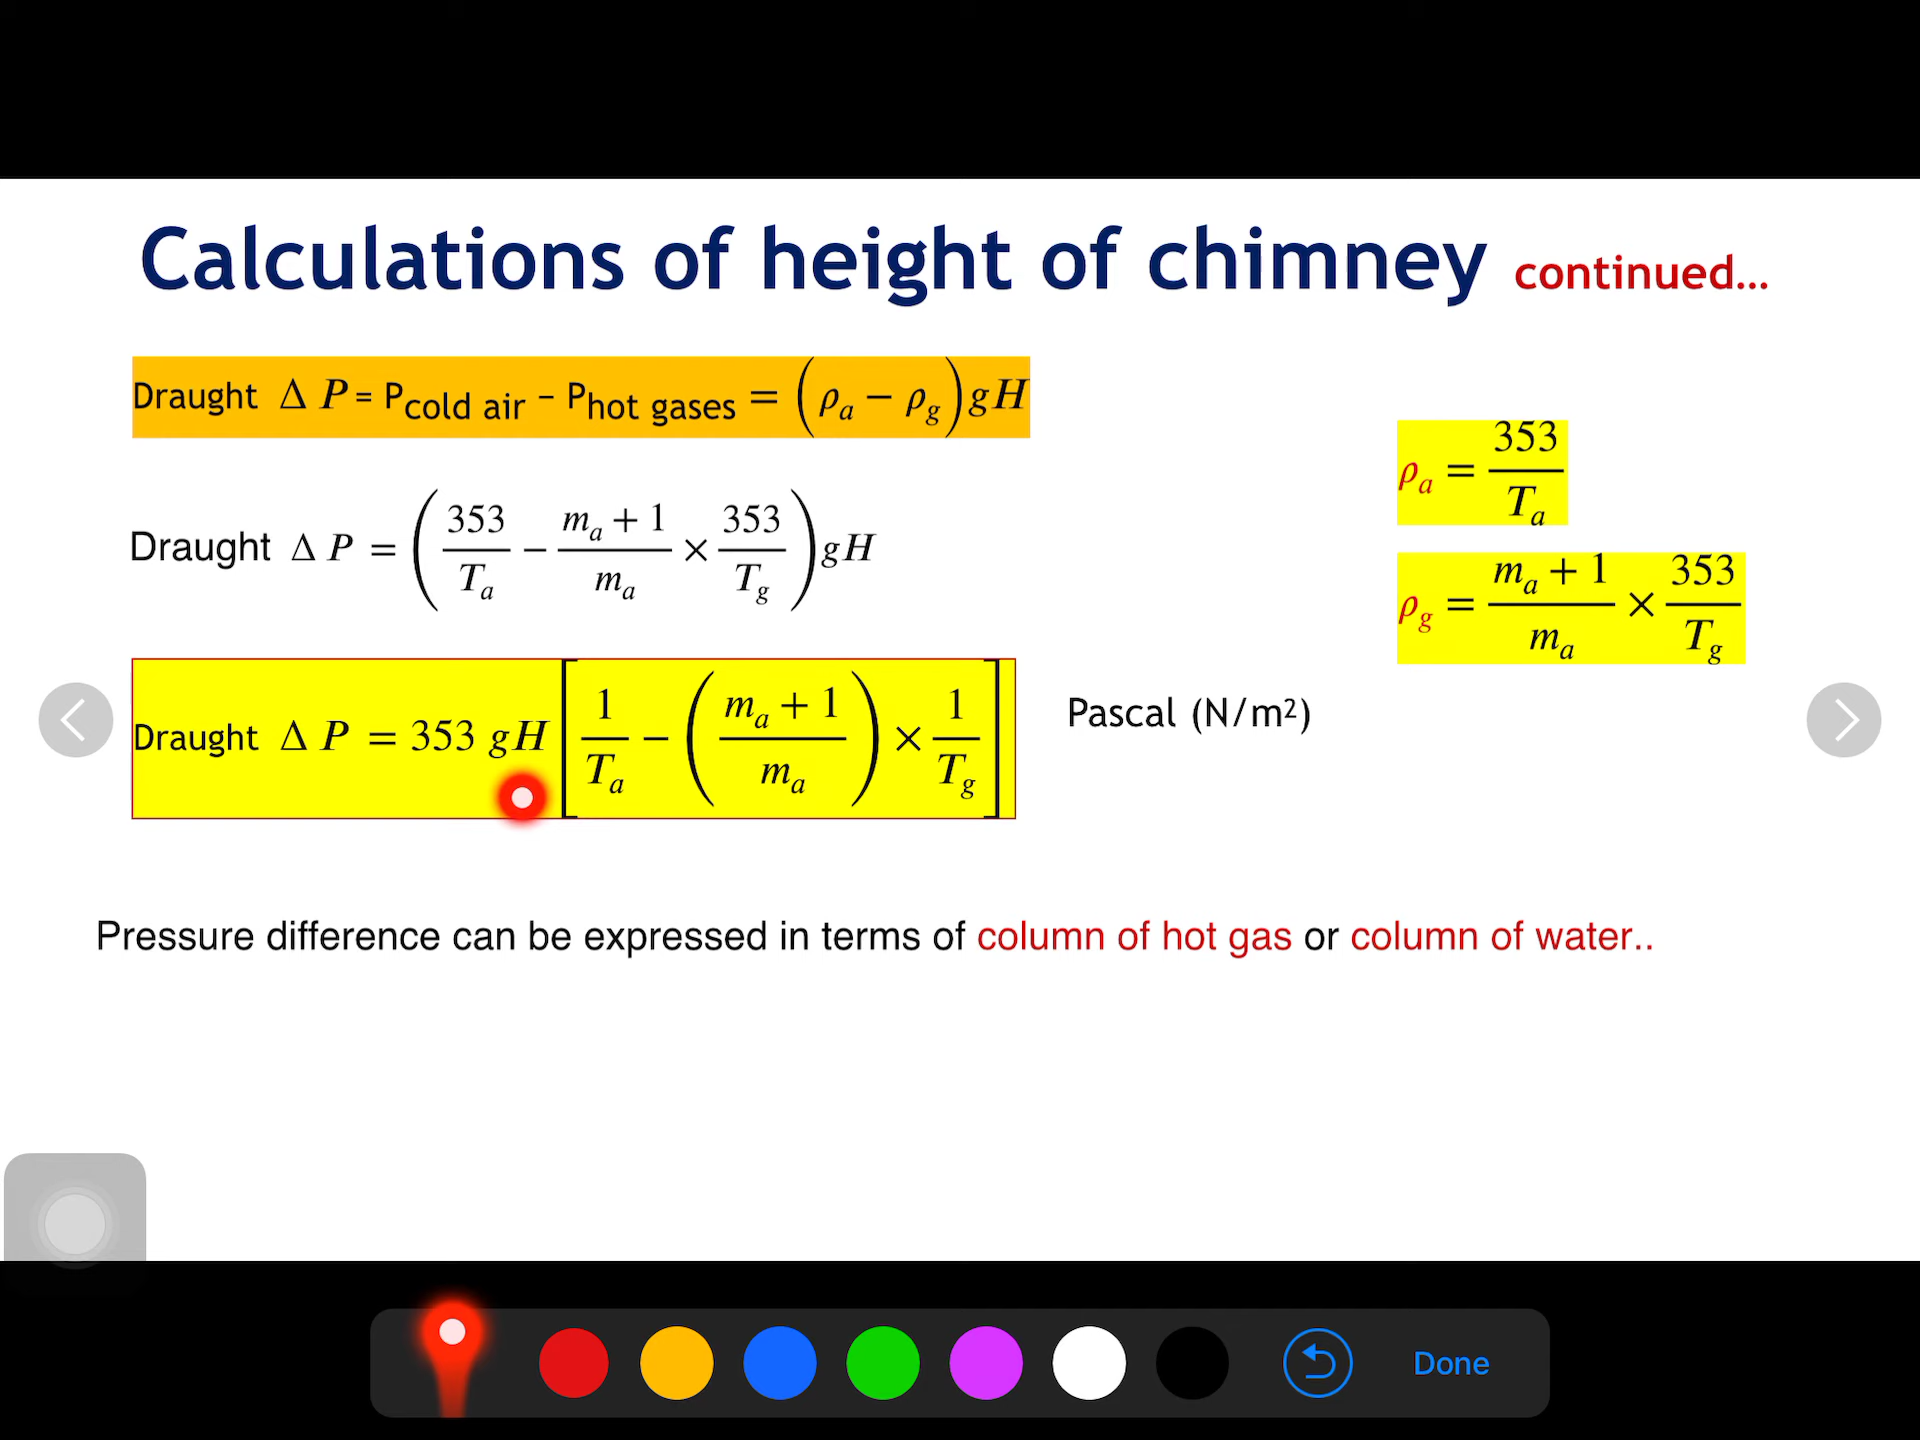 Calculations of height of chimney continued...
Draught Δ P = Pcold air − Phot gases = (ρₐ − ρg) gH
ρₐ = 353/Tₐ
Draught Δ P = (353/Tₐ − (mₐ + 1)/mₐ × 353/Tg) gH
ρg = (mₐ + 1)/mₐ × 353/Tg
Draught Δ P = 353 gH [1/Tₐ − ((mₐ + 1)/mₐ) × 1/Tg] Pascal (N/m²)
Pressure difference can be expressed in terms of column of hot gas or column of water..
Done